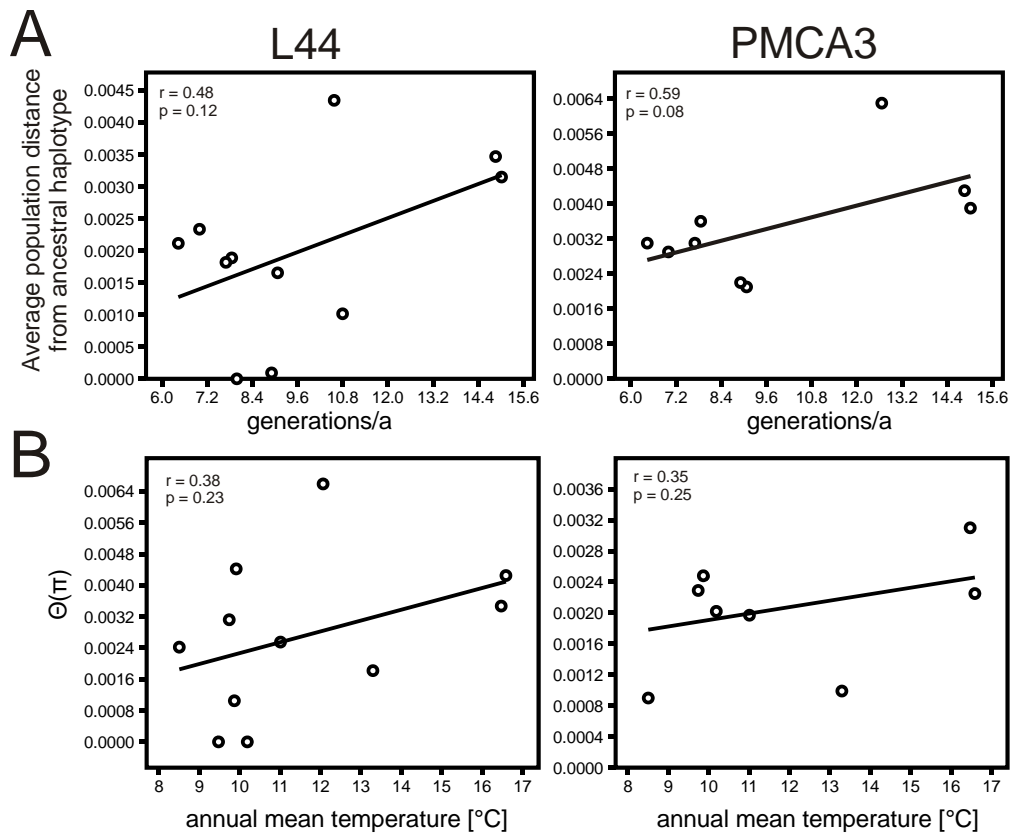 A
L44
PMCA3
Average population distance
from ancestral haplotype
r = 0.48
p = 0.12
0.0045
0.0040
0.0035
0.0030
0.0025
0.0020
0.0015
0.0010
0.0005
0.0000
6.0 7.2 8.4 9.6 10.8 12.0 13.2 14.4 15.6
generations/a
r = 0.59
p = 0.08
0.0064
0.0056
0.0048
0.0040
0.0032
0.0024
0.0016
0.0008
0.0000
6.0 7.2 8.4 9.6 10.8 12.0 13.2 14.4 15.6
generations/a
B
Θ(π)
r = 0.38
p = 0.23
0.0064
0.0056
0.0048
0.0040
0.0032
0.0024
0.0016
0.0008
0.0000
8 9 10 11 12 13 14 15 16 17
annual mean temperature [°C]
r = 0.35
p = 0.25
0.0036
0.0032
0.0028
0.0024
0.0020
0.0016
0.0012
0.0008
0.0004
0.0000
8 9 10 11 12 13 14 15 16 17
annual mean temperature [°C]